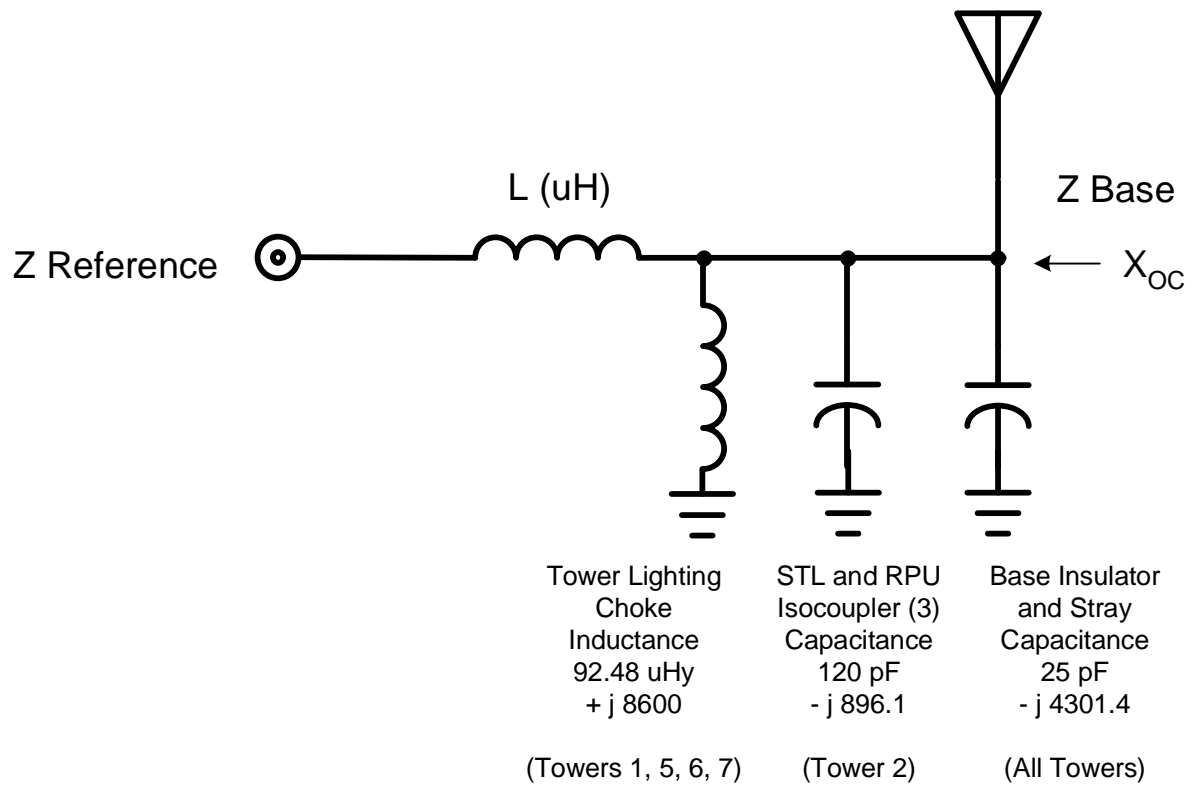 L (uH)
Z Base
Z Reference
X_OC
Tower Lighting
Choke
Inductance
92.48 uHy
+ j 8600
(Towers 1, 5, 6, 7)
STL and RPU
Isocoupler (3)
Capacitance
120 pF
- j 896.1
(Tower 2)
Base Insulator
and Stray
Capacitance
25 pF
- j 4301.4
(All Towers)